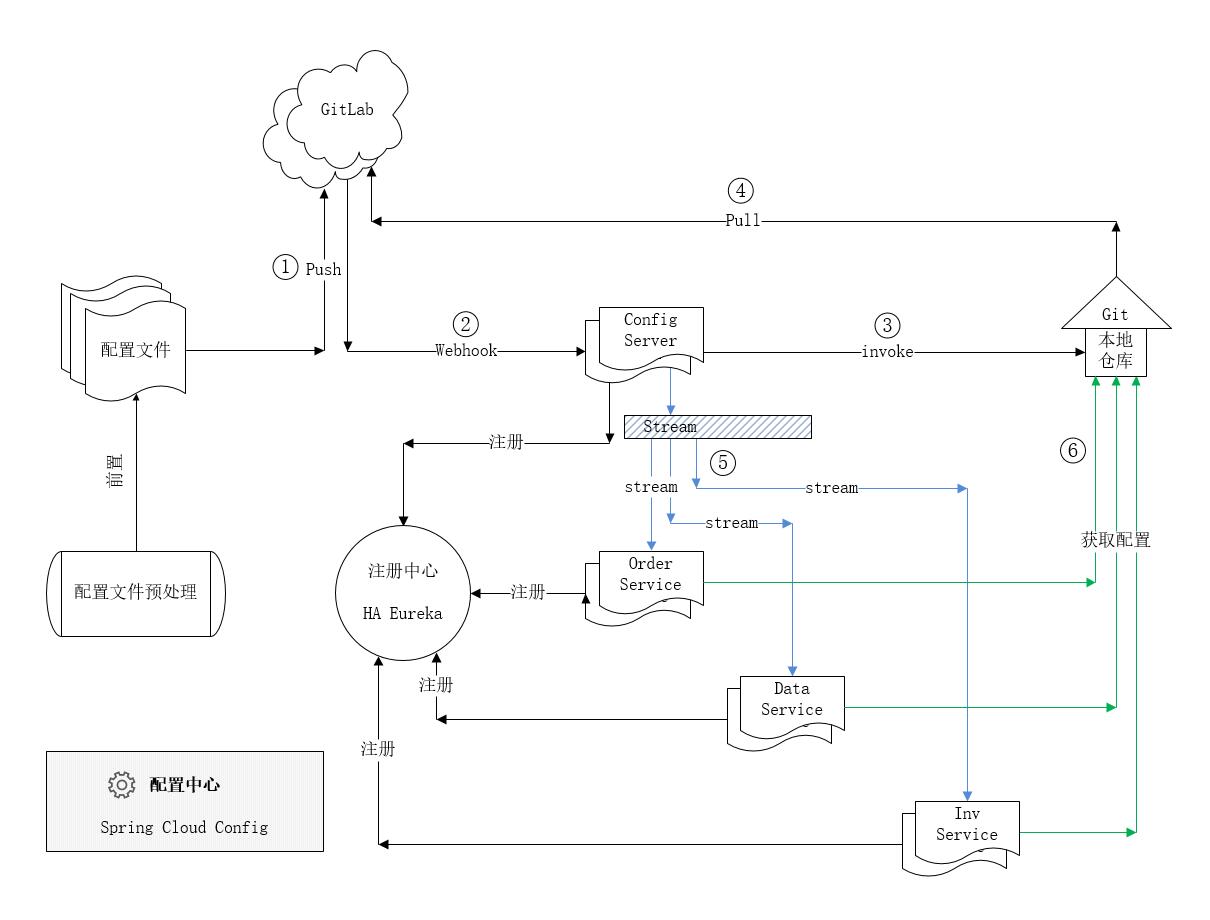 GitLab
④
Pull
① Push
②
Webhook
Config
Server
③
invoke
Git
本地
仓库
配置文件
前置
配置文件预处理
Stream
注册
⑤
⑥
stream
stream
stream
获取配置
注册中心
HA Eureka
注册
Order
Service
注册
Data
Service
注册
Inv
Service
配置中心
Spring Cloud Config